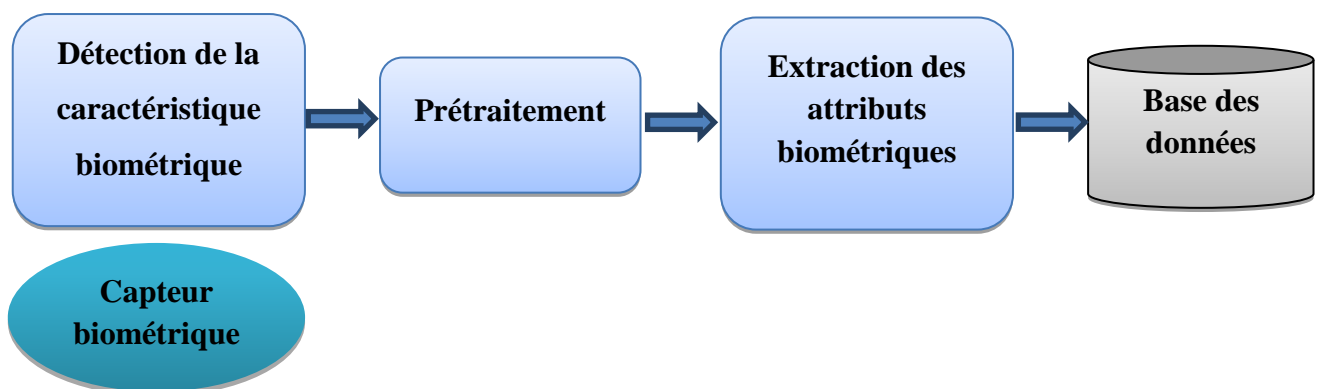 Détection de la
caractéristique
biométrique
Prétraitement
Extraction des
attributs
biométriques
Base des
données
Capteur
biométrique